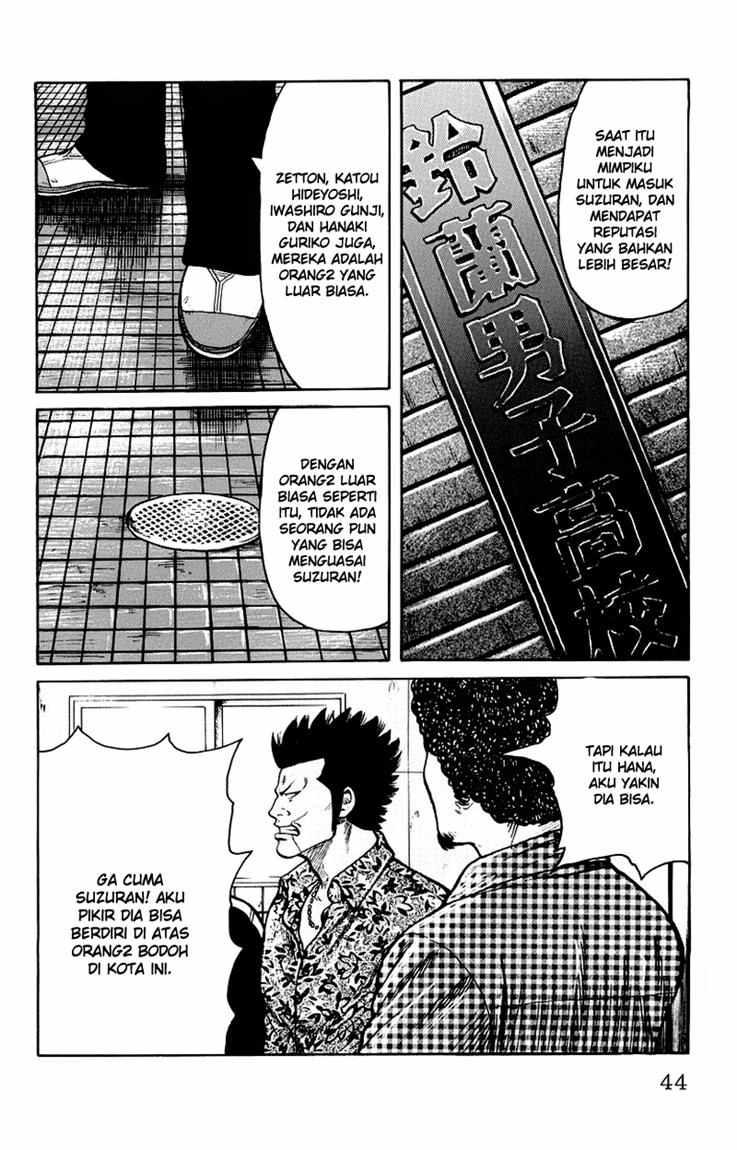 SAAT ITU
MENJADI
MIMPIKU
UNTUK MASUK
SUZURAN, DAN
MENDAPAT
REPUTASI
YANG BAHKAN
LEBIH BESAR!
鈴蘭男子高校
ZETTON, KATOU
HIDEYOSHI,
IWASHIRO GUNJI,
DAN HANAKI
GURIKO JUGA,
MEREKA ADALAH
ORANG2 YANG
LUAR BIASA.
DENGAN
ORANG2 LUAR
BIASA SEPERTI
ITU, TIDAK ADA
SEORANG PUN
YANG BISA
MENGUASAI
SUZURAN!
TAPI KALAU
ITU HANA,
AKU YAKIN
DIA BISA.
GA CUMA
SUZURAN! AKU
PIKIR DIA BISA
BERDIRI DI ATAS
ORANG2 BODOH
DI KOTA INI.
44